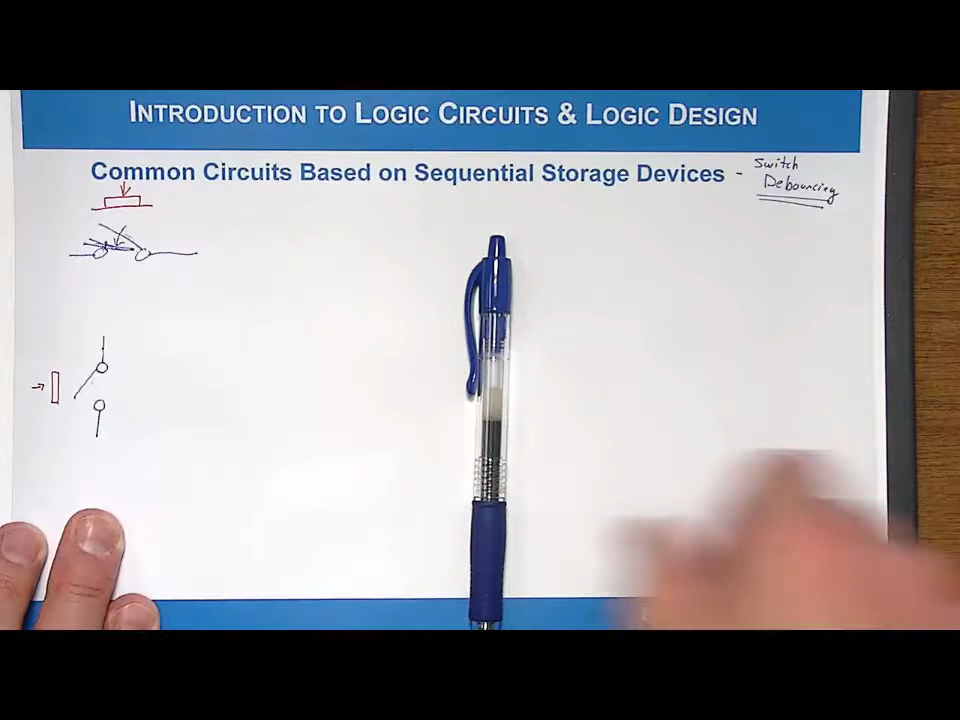 INTRODUCTION TO LOGIC CIRCUITS & LOGIC DESIGN
Common Circuits Based on Sequential Storage Devices - Switch
Debouncing